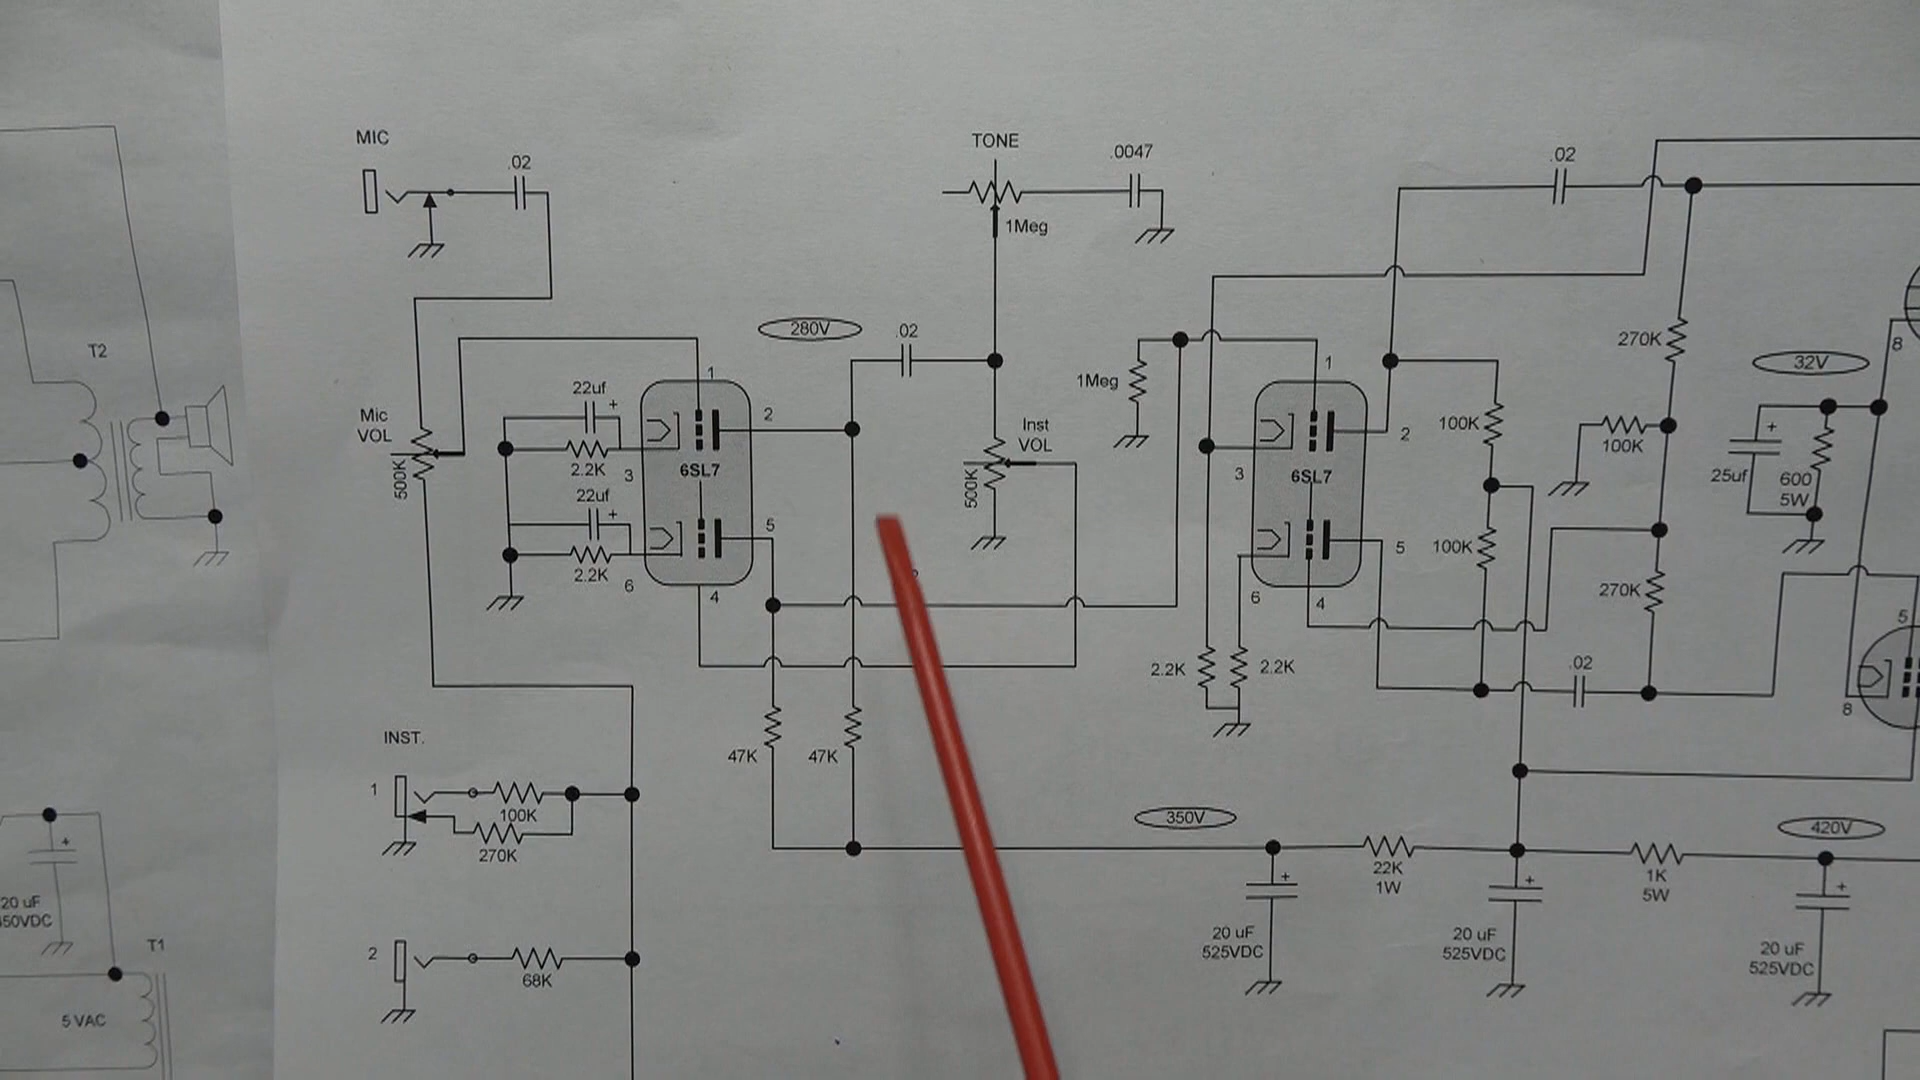 MIC
.02
TONE
.0047
1Meg
.02
T2
280V
.02
270K
8
32V
1Meg
22uf
+
1
2
Mic
VOL
500K
2.2K
3
6SL7
22uf
+
5
2.2K
6
4
Inst
VOL
500K
1
2
3
6SL7
5
6
4
100K
100K
100K
+
25uf
600
5W
270K
5
8
2.2K
2.2K
.02
47K
47K
INST.
1
100K
270K
350V
420V
22K
1W
1K
5W
+
+
+
+
20 uF
525VDC
20 uF
525VDC
20 uF
525VDC
20 uF
450VDC
T1
5 VAC
2
68K